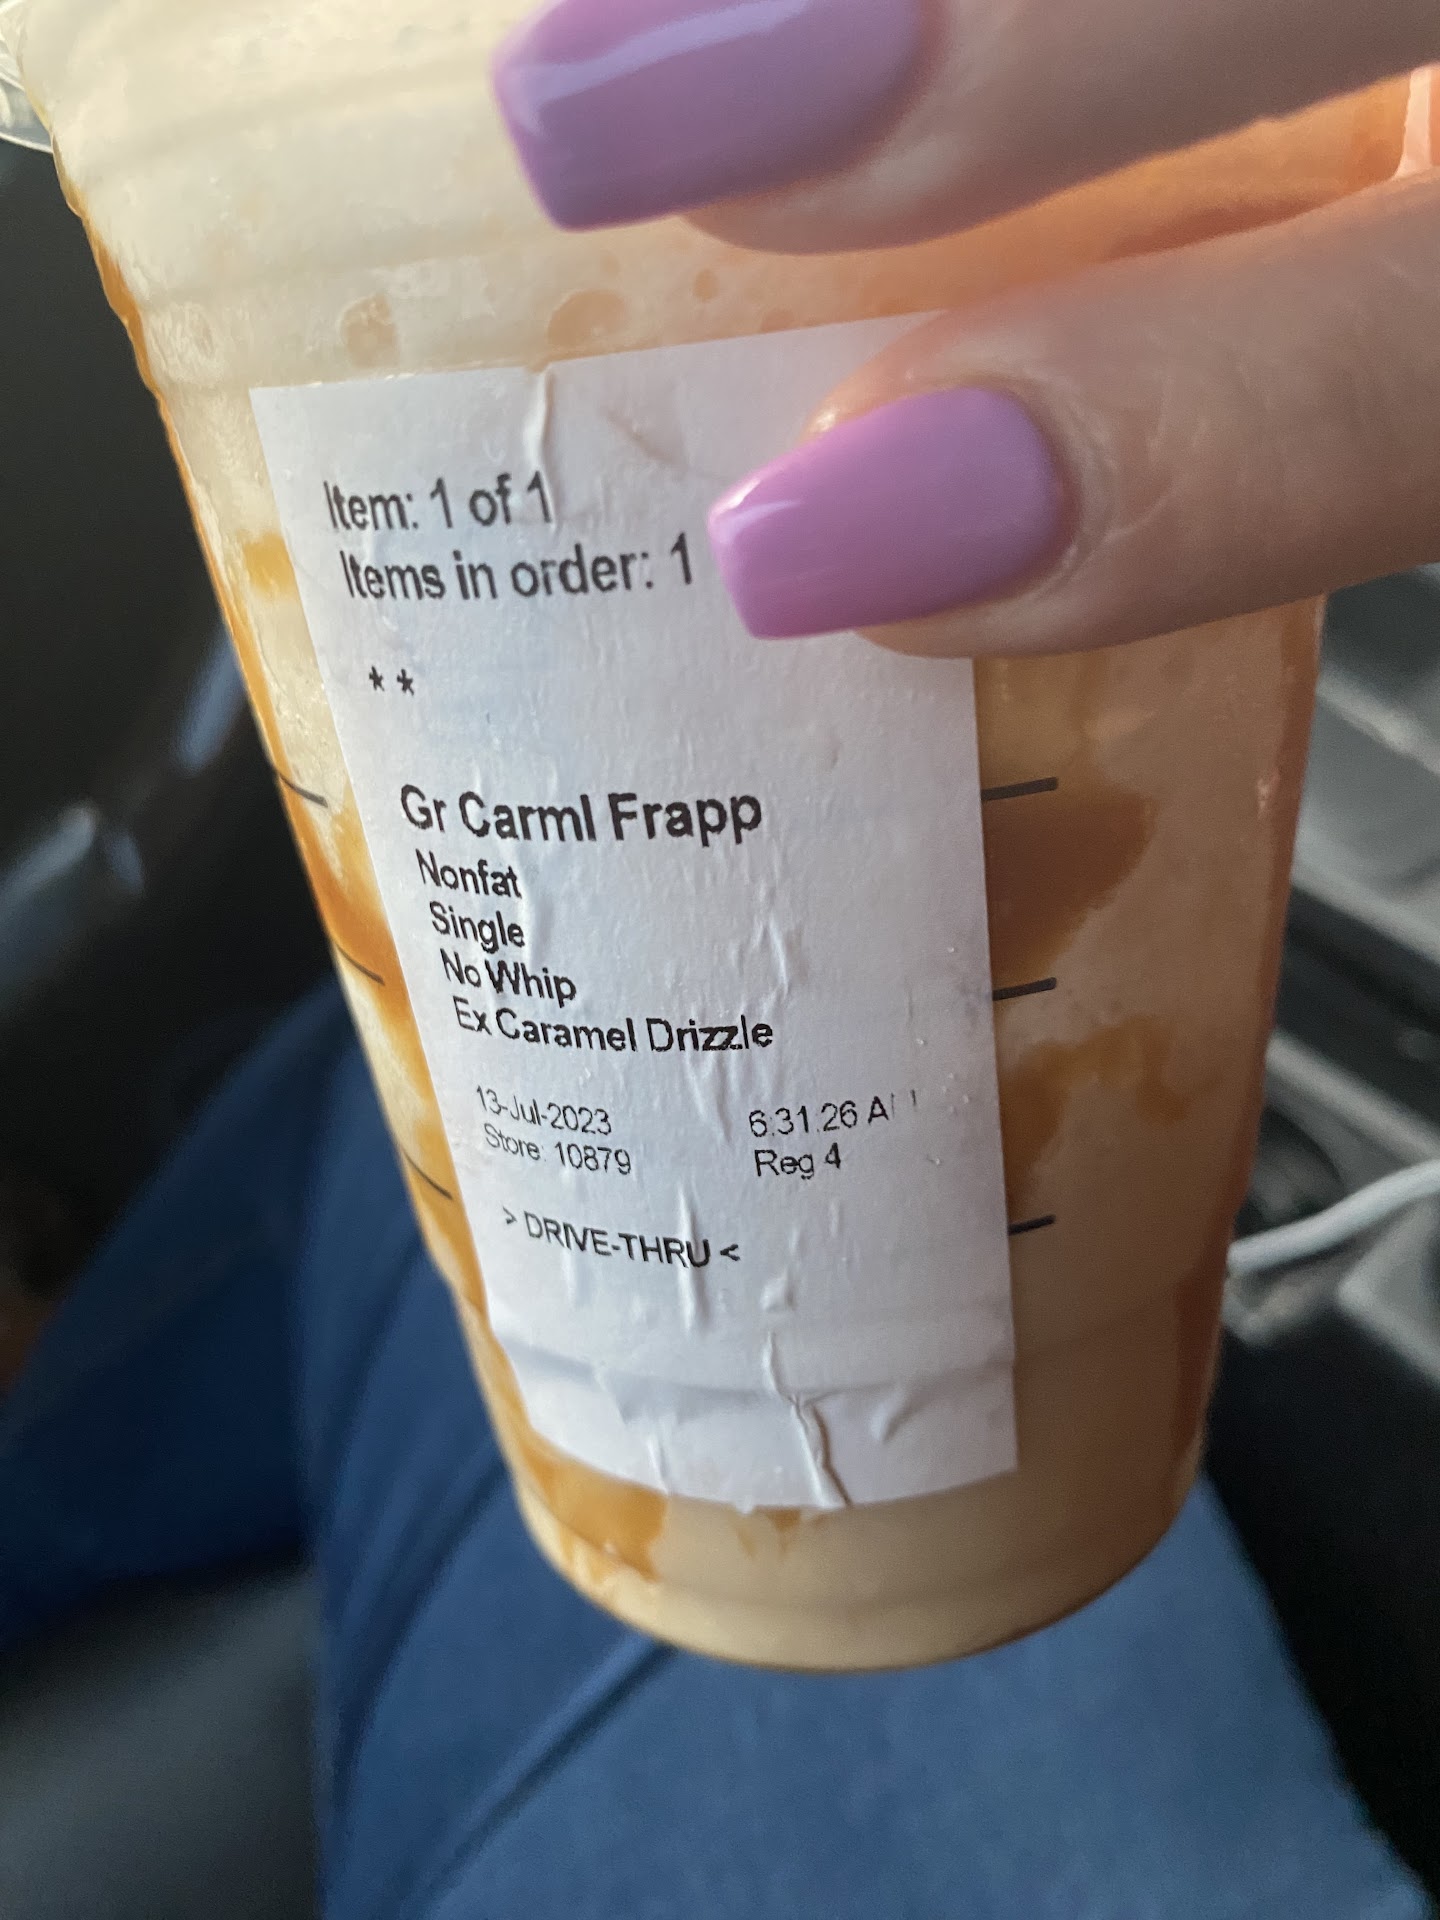 Item: 1 of 1
Items in order: 1
* *
Gr Carml Frapp
Nonfat
Single
No Whip
Ex Caramel Drizzle
13-Jul-2023 6:31:26
Store: 10879 Reg 4
> DRIVE-THRU <